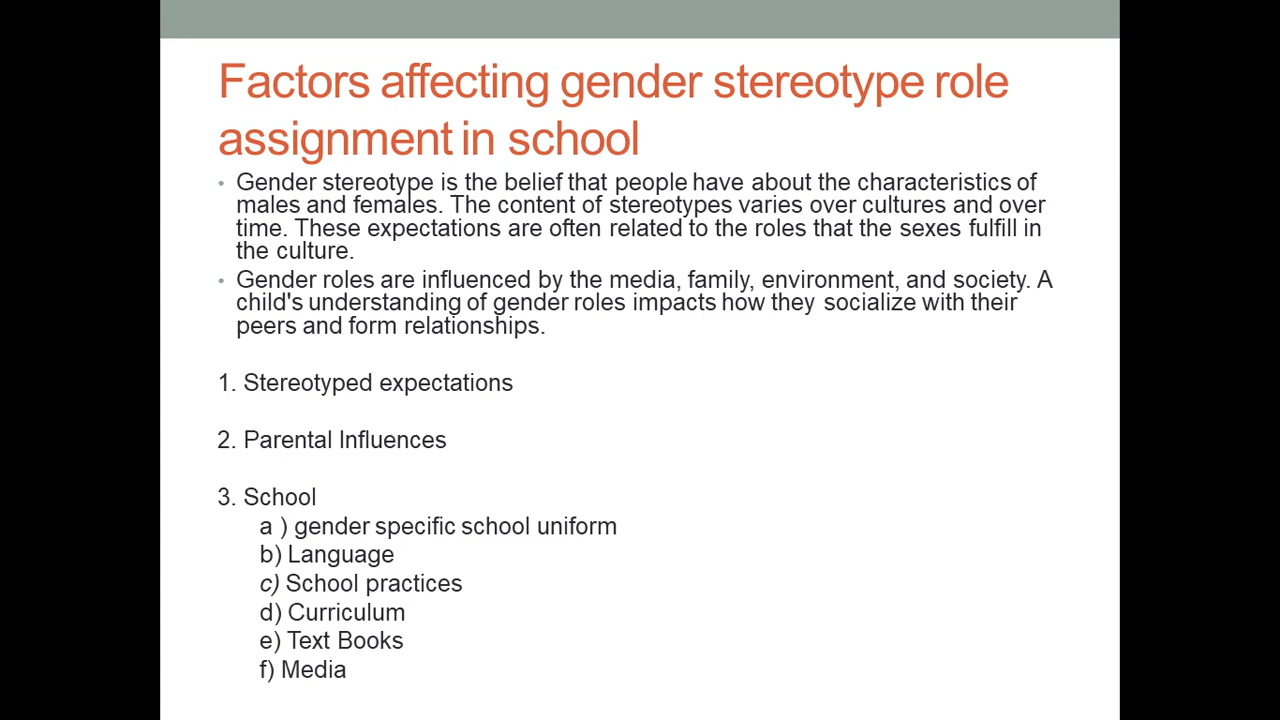 Factors affecting gender stereotype role
assignment in school
• Gender stereotype is the belief that people have about the characteristics of
males and females. The content of stereotypes varies over cultures and over
time. These expectations are often related to the roles that the sexes fulfill in
the culture.
• Gender roles are influenced by the media, family, environment, and society. A
child's understanding of gender roles impacts how they socialize with their
peers and form relationships.
1. Stereotyped expectations
2. Parental Influences
3. School
a ) gender specific school uniform
b) Language
c) School practices
d) Curriculum
e) Text Books
f) Media